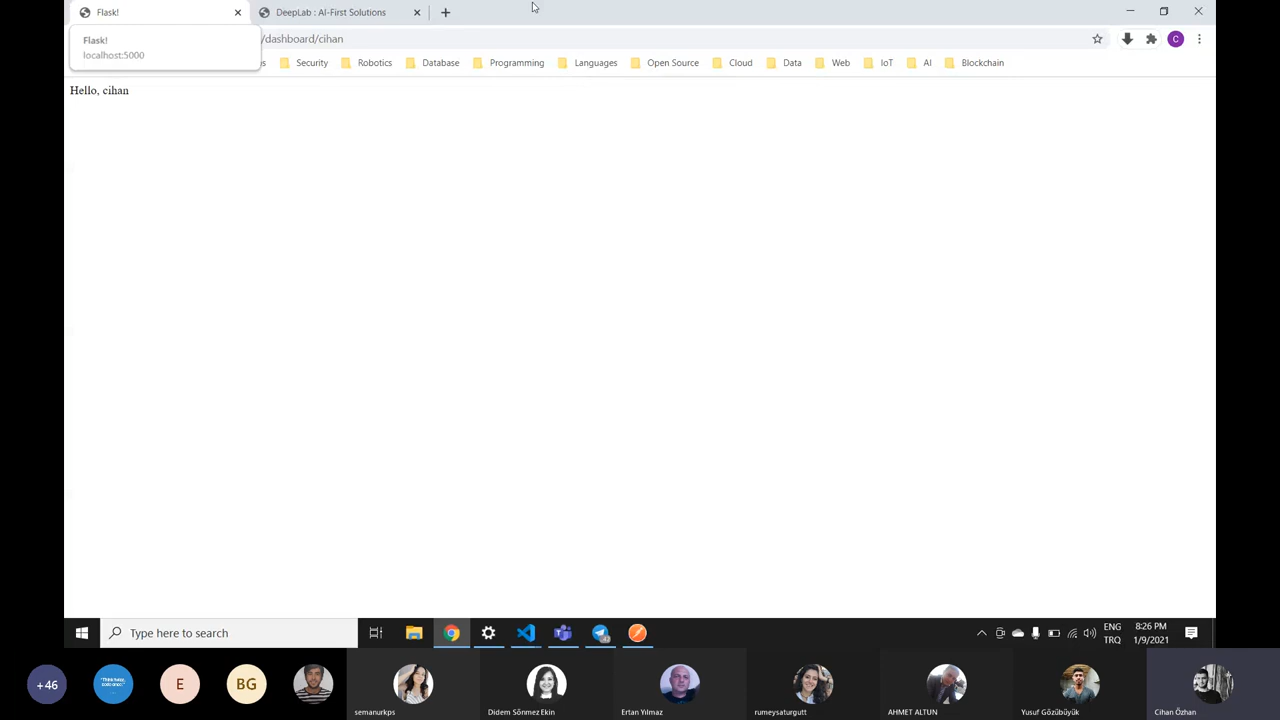 Flask!
DeepLab : AI-First Solutions
Flask!
localhost:5000
/dashboard/cihan
Security
Robotics
Database
Programming
Languages
Open Source
Cloud
Data
Web
IoT
AI
Blockchain
C
Hello, cihan
Type here to search
ENG
TRQ
8:26 PM
1/9/2021
+46
E
BG
semanurkps
Didem Sönmez Ekin
Ertan Yılmaz
rumeysaturgutt
AHMET ALTUN
Yusuf Gözübüyük
Cihan Özhan